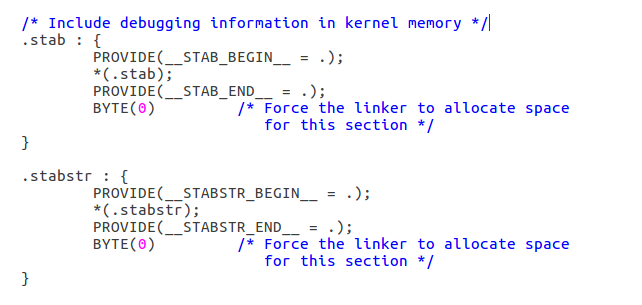 /* Include debugging information in kernel memory */
.stab : {
        PROVIDE(__STAB_BEGIN__ = .);
        *(.stab);
        PROVIDE(__STAB_END__ = .);
        BYTE(0)         /* Force the linker to allocate space
                           for this section */
}
.stabstr : {
        PROVIDE(__STABSTR_BEGIN__ = .);
        *(.stabstr);
        PROVIDE(__STABSTR_END__ = .);
        BYTE(0)         /* Force the linker to allocate space
                           for this section */
}